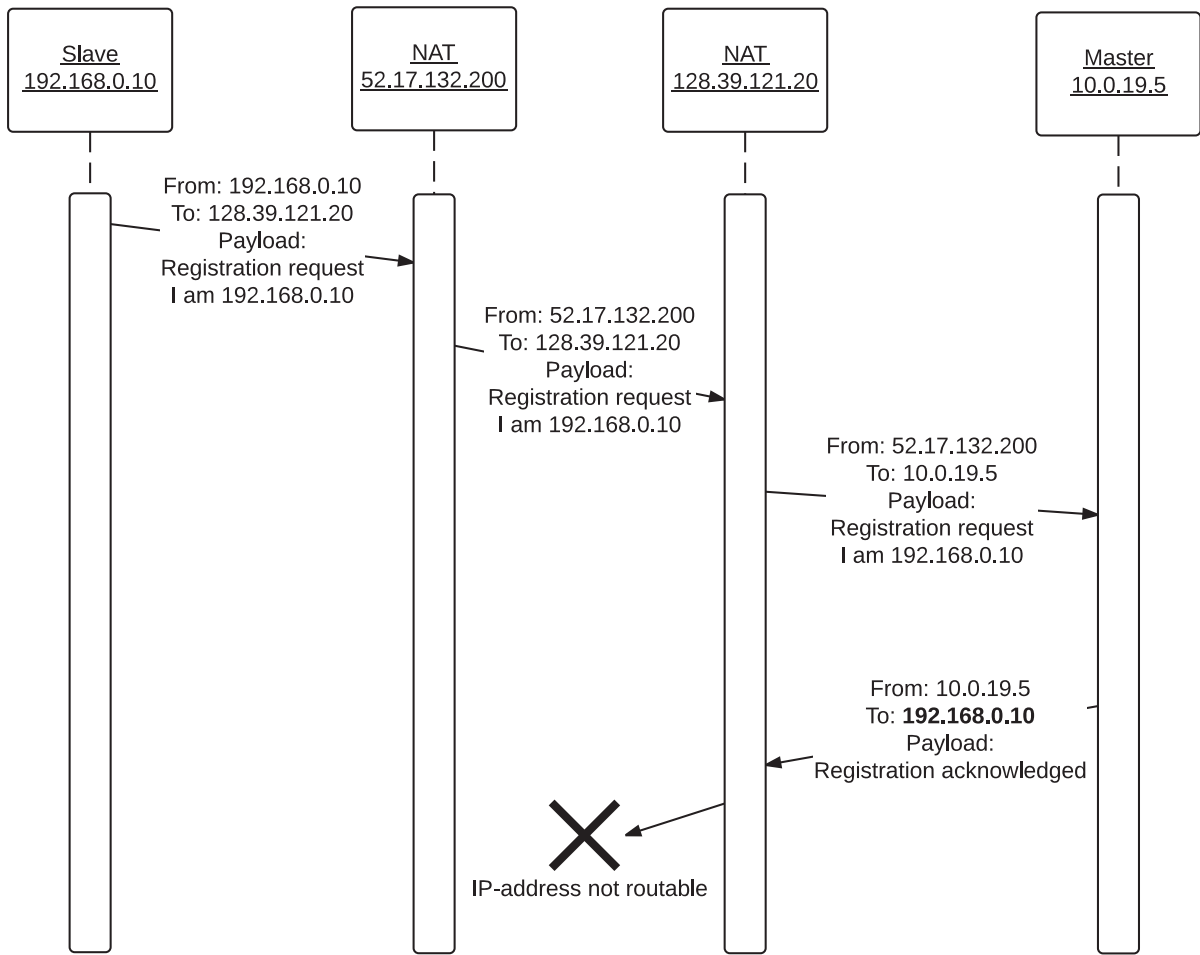 Slave
192.168.0.10
NAT
52.17.132.200
NAT
128.39.121.20
Master
10.0.19.5
From: 192.168.0.10
To: 128.39.121.20
Payload:
Registration request
I am 192.168.0.10
From: 52.17.132.200
To: 128.39.121.20
Payload:
Registration request
I am 192.168.0.10
From: 52.17.132.200
To: 10.0.19.5
Payload:
Registration request
I am 192.168.0.10
From: 10.0.19.5
To: 192.168.0.10
Payload:
Registration acknowledged
IP-address not routable